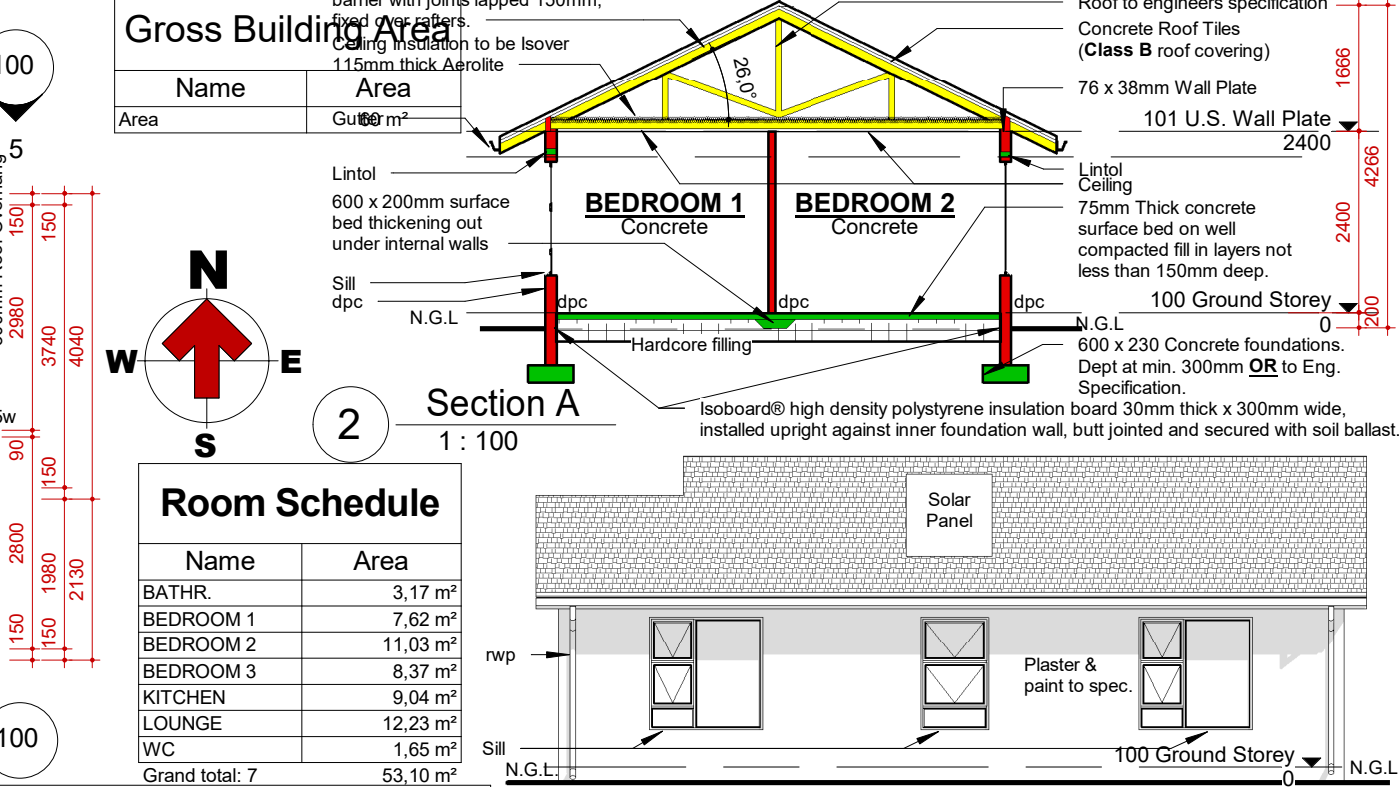 barrier with joints lapped 150mm,
fixed over rafters.
Ceiling insulation to be Isover
115mm thick Aerolite
Gross Building Area
Name Area
Area 60 m²
Gutter
100
5
26,0°
Roof to engineers specification
Concrete Roof Tiles
(Class B roof covering)
76 x 38mm Wall Plate
101 U.S. Wall Plate
2400
1666
4266
2400
200
Lintol
600 x 200mm surface
bed thickening out
under internal walls
Sill
dpc
N.G.L
BEDROOM 1
Concrete
BEDROOM 2
Concrete
dpc
dpc
dpc
Hardcore filling
Lintol
Ceiling
75mm Thick concrete
surface bed on well
compacted fill in layers not
less than 150mm deep.
100 Ground Storey
0
N.G.L
600 x 230 Concrete foundations.
Dept at min. 300mm OR to Eng.
Specification.
Isoboard® high density polystyrene insulation board 30mm thick x 300mm wide,
installed upright against inner foundation wall, butt jointed and secured with soil ballast.
2
Section A
1 : 100
N
W E
S
150
150
2980
3740
4040
90
150
2800
1980
2130
150
150
Room Schedule
Name Area
BATHR. 3,17 m²
BEDROOM 1 7,62 m²
BEDROOM 2 11,03 m²
BEDROOM 3 8,37 m²
KITCHEN 9,04 m²
LOUNGE 12,23 m²
WC 1,65 m²
Grand total: 7 53,10 m²
100
Solar
Panel
rwp
Plaster &
paint to spec.
Sill
N.G.L.
100 Ground Storey
0
N.G.L